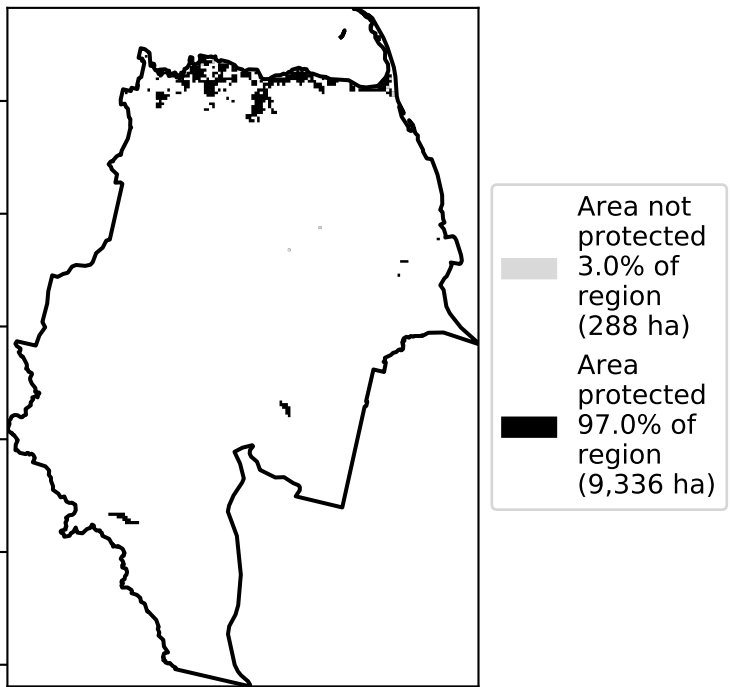 Area not
protected
3.0% of
region
(288 ha)
Area
protected
97.0% of
region
(9,336 ha)